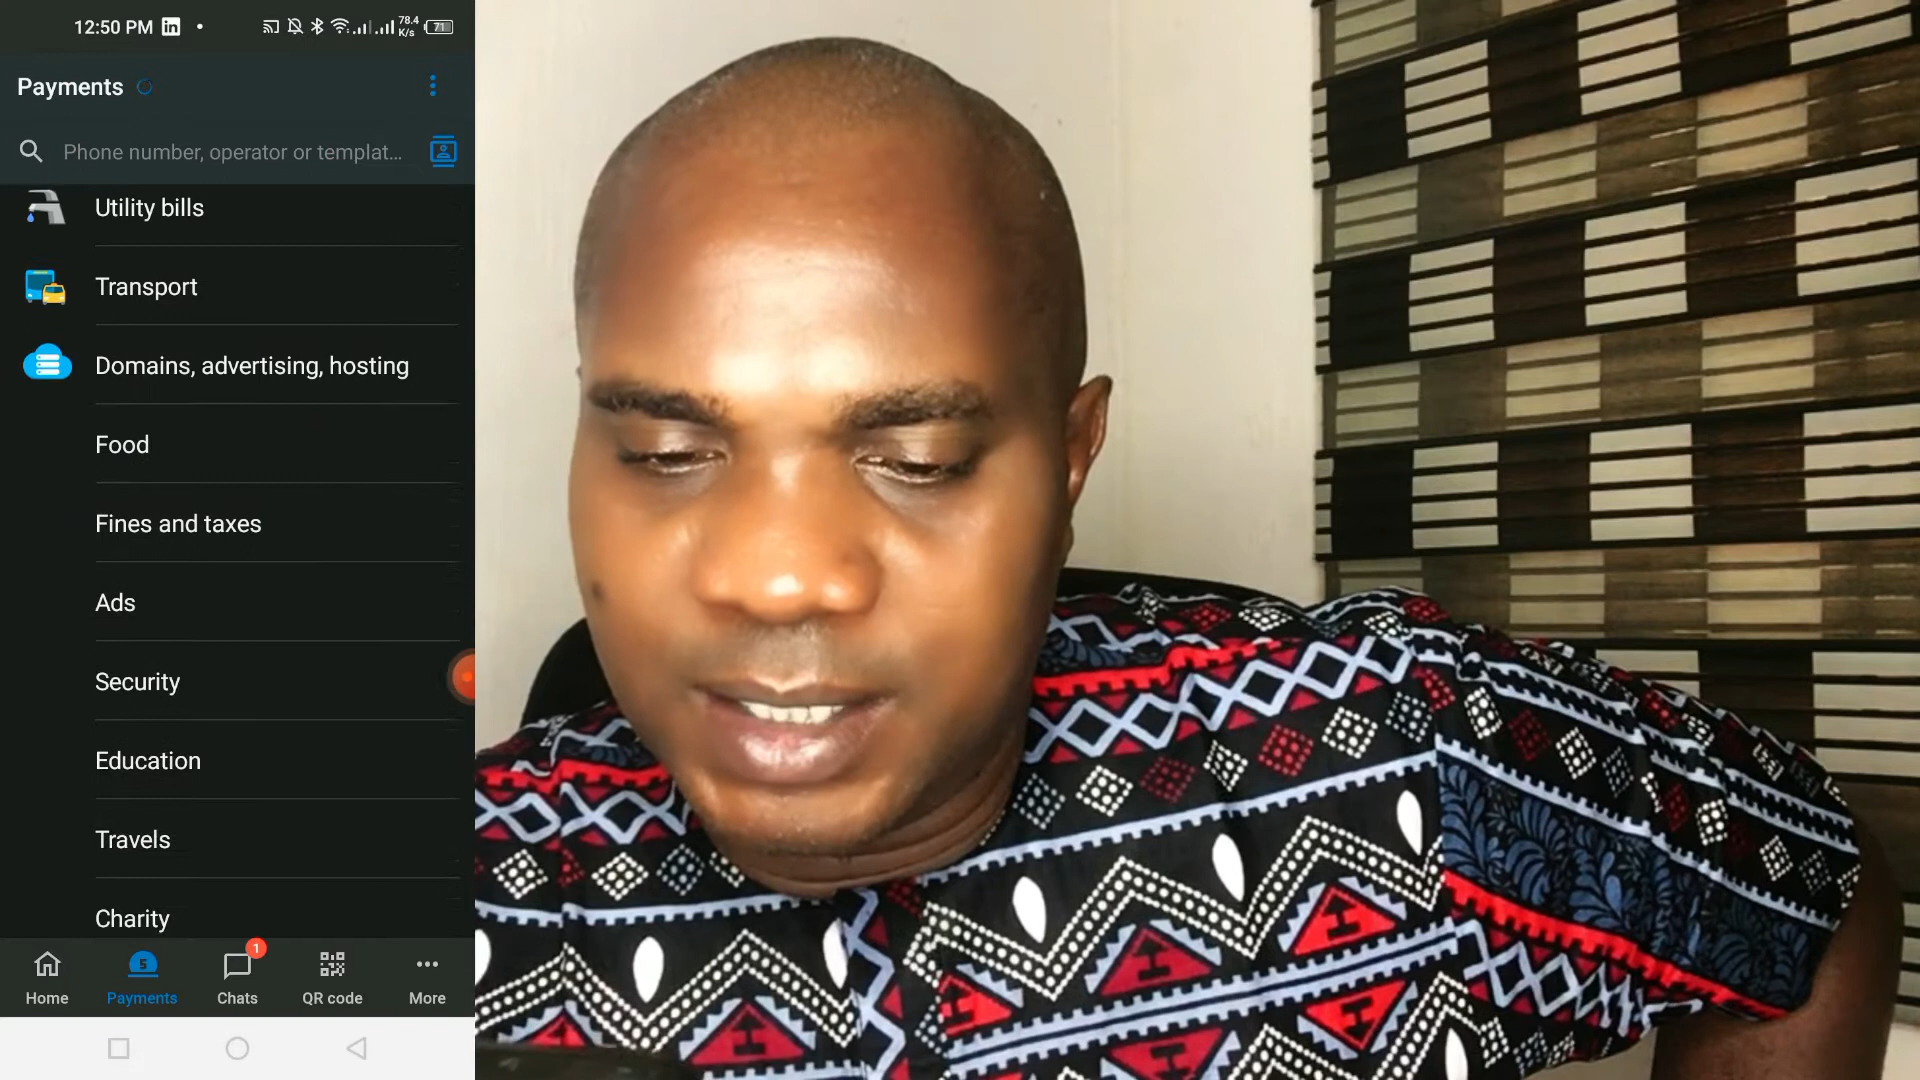 12:50 PM in • 78.4 K/s 71
Payments
Phone number, operator or templat...
Utility bills
Transport
Domains, advertising, hosting
Food
Fines and taxes
Ads
Security
Education
Travels
Charity
5 1
Home Payments Chats QR code More